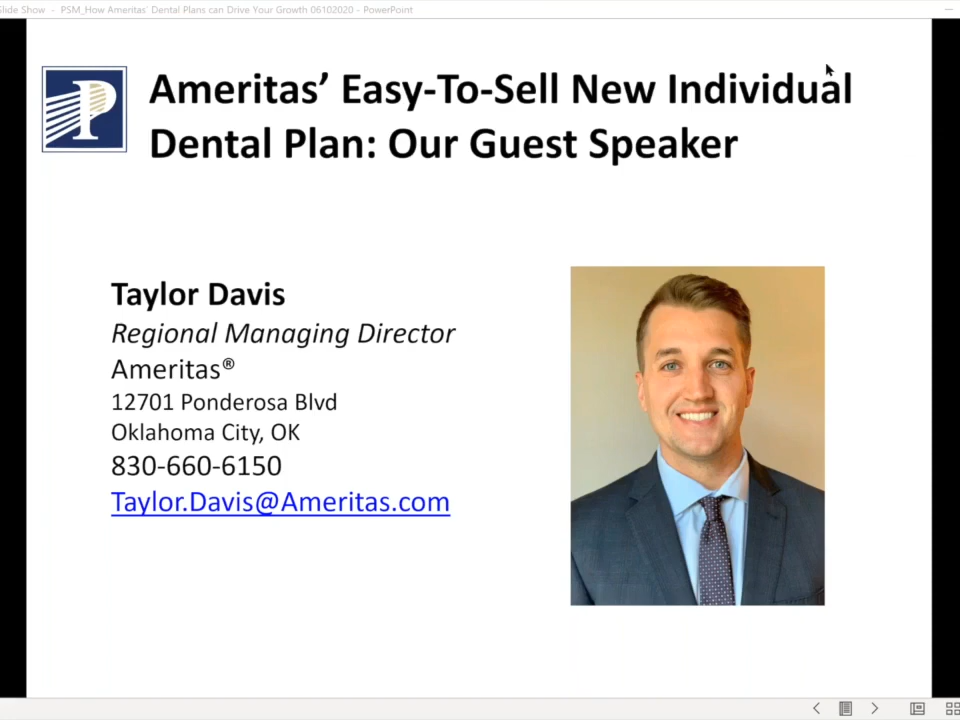 Slide Show - PSM_How Ameritas' Dental Plans can Drive Your Growth 06102020 - PowerPoint
P
Ameritas’ Easy-To-Sell New Individual
Dental Plan: Our Guest Speaker
Taylor Davis
Regional Managing Director
Ameritas®
12701 Ponderosa Blvd
Oklahoma City, OK
830-660-6150
Taylor.Davis@Ameritas.com